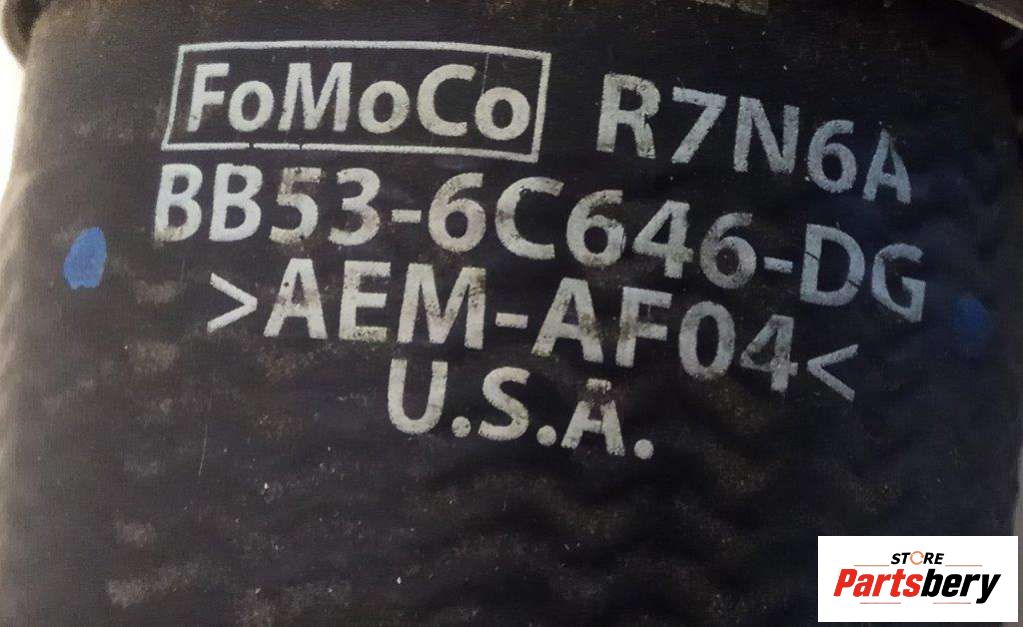 FoMoCo R7N6A
BB53-6C646-DG
>AEM-AF04<
U.S.A.
STORE
Partsbery